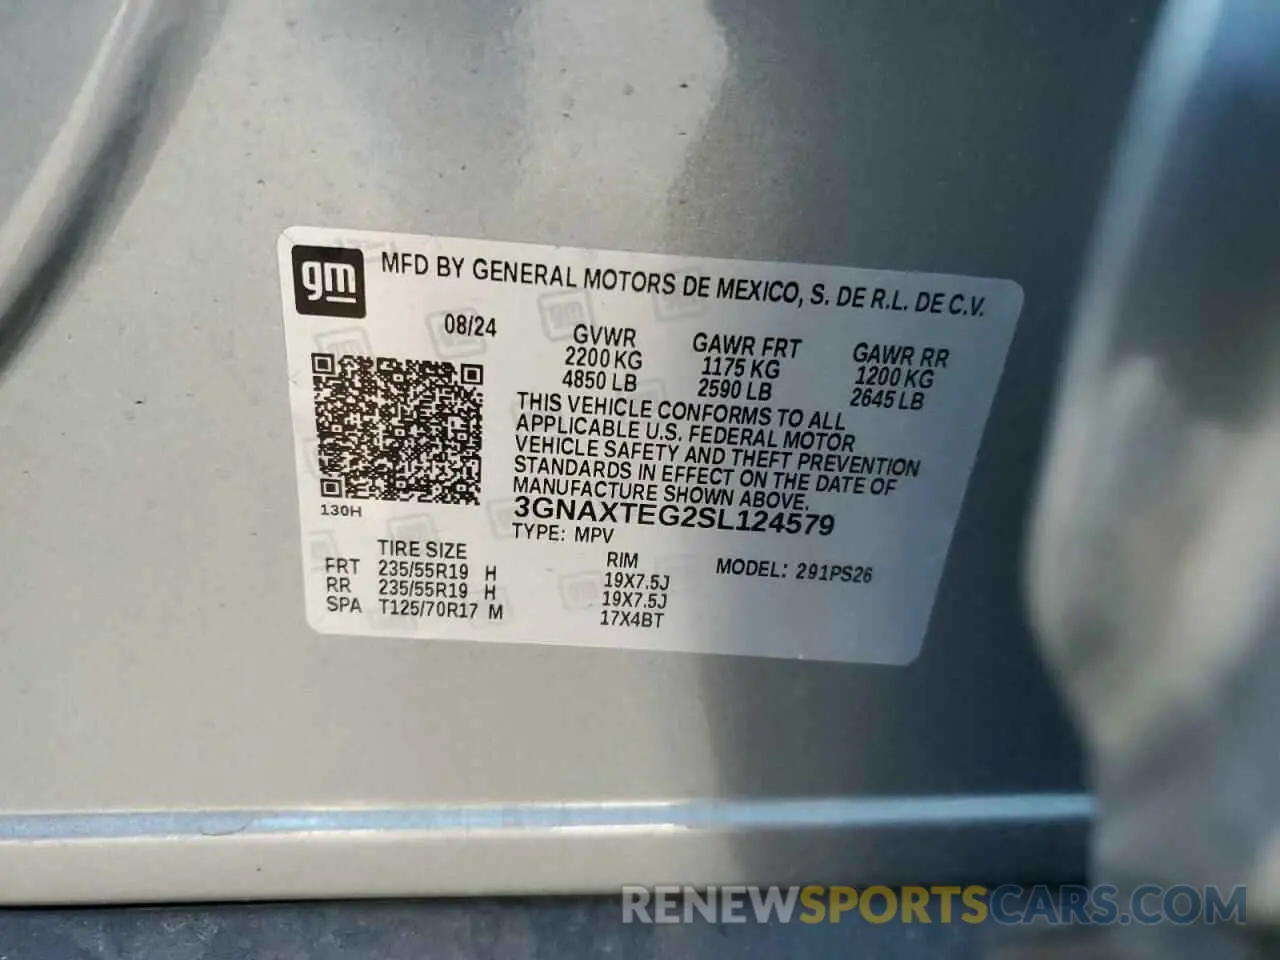 gm
MFD BY GENERAL MOTORS DE MEXICO, S. DE R.L. DE C.V.
08/24
GVWR GAWR FRT GAWR RR
2200 KG 1175 KG 1200 KG
4850 LB 2590 LB 2645 LB
THIS VEHICLE CONFORMS TO ALL
APPLICABLE U.S. FEDERAL MOTOR
VEHICLE SAFETY AND THEFT PREVENTION
STANDARDS IN EFFECT ON THE DATE OF
MANUFACTURE SHOWN ABOVE.
130H
3GNAXTEG2SL124579
TYPE: MPV
TIRE SIZE RIM MODEL: 291PS26
FRT 235/55R19 H 19X7.5J
RR 235/55R19 H 19X7.5J
SPA T125/70R17 M 17X4BT
RENEWSPORTSCARS.COM